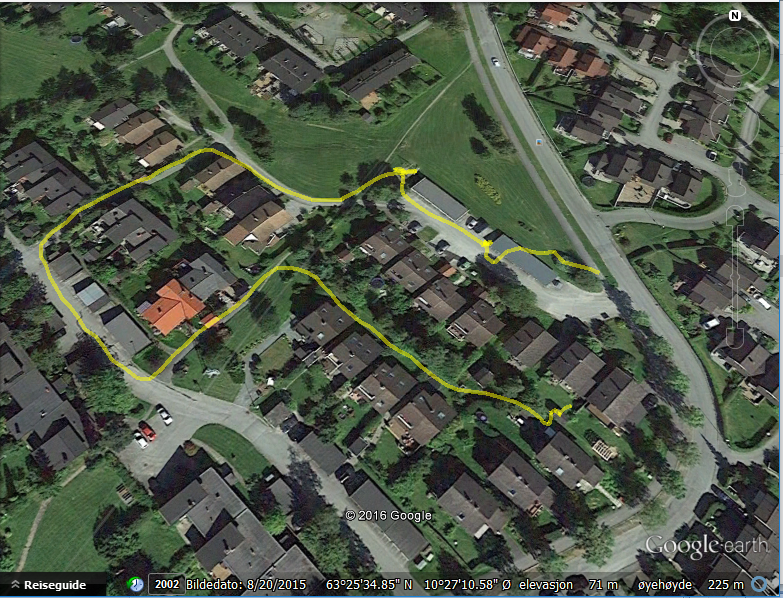 N
© 2016 Google
Google earth
Reiseguide 2002 Bildedato: 8/20/2015 63°25'34.85" N 10°27'10.58" Ø elevasjon 71 m øyehøyde 225 m